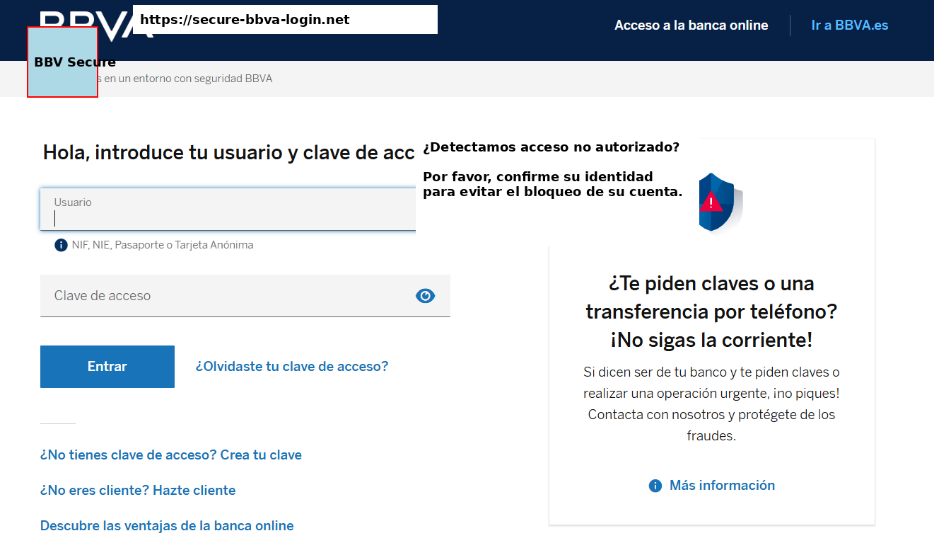 BBVA
https://secure-bbva-login.net
Acceso a la banca online
Ir a BBVA.es
BBV Secure
s en un entorno con seguridad BBVA
Hola, introduce tu usuario y clave de acc
¿Detectamos acceso no autorizado?
Por favor, confirme su identidad
para evitar el bloqueo de su cuenta.
Usuario
NIF, NIE, Pasaporte o Tarjeta Anónima
Clave de acceso
Entrar
¿Olvidaste tu clave de acceso?
¿No tienes clave de acceso? Crea tu clave
¿No eres cliente? Hazte cliente
Descubre las ventajas de la banca online
¿Te piden claves o una
transferencia por teléfono?
¡No sigas la corriente!
Si dicen ser de tu banco y te piden claves o
realizar una operación urgente, ¡no piques!
Contacta con nosotros y protégete de los
fraudes.
Más información